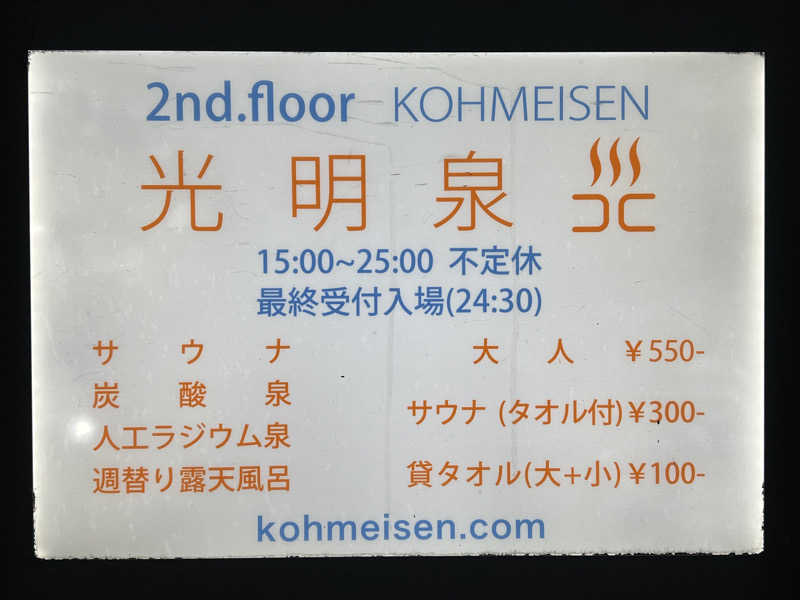 2nd.floor KOHMEISEN
光明泉
15:00~25:00 不定休
最終受付入場(24:30)
サウナ
炭酸泉
人工ラジウム泉
週替り露天風呂
大人 ¥550-
サウナ (タオル付)¥300-
貸タオル(大+小)¥100-
kohmeisen.com